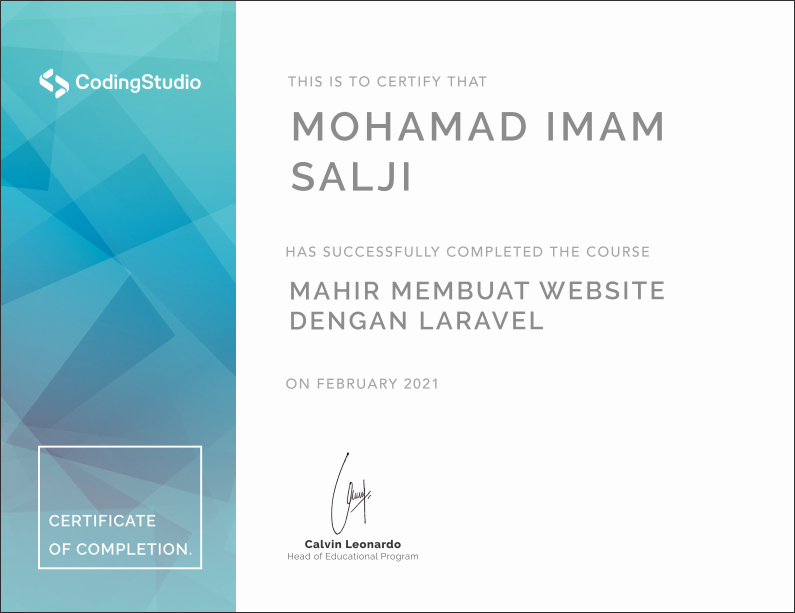 CodingStudio
THIS IS TO CERTIFY THAT
MOHAMAD IMAM
SALJI
HAS SUCCESSFULLY COMPLETED THE COURSE
MAHIR MEMBUAT WEBSITE
DENGAN LARAVEL
ON FEBRUARY 2021
CERTIFICATE
OF COMPLETION.
Calvin Leonardo
Head of Educational Program